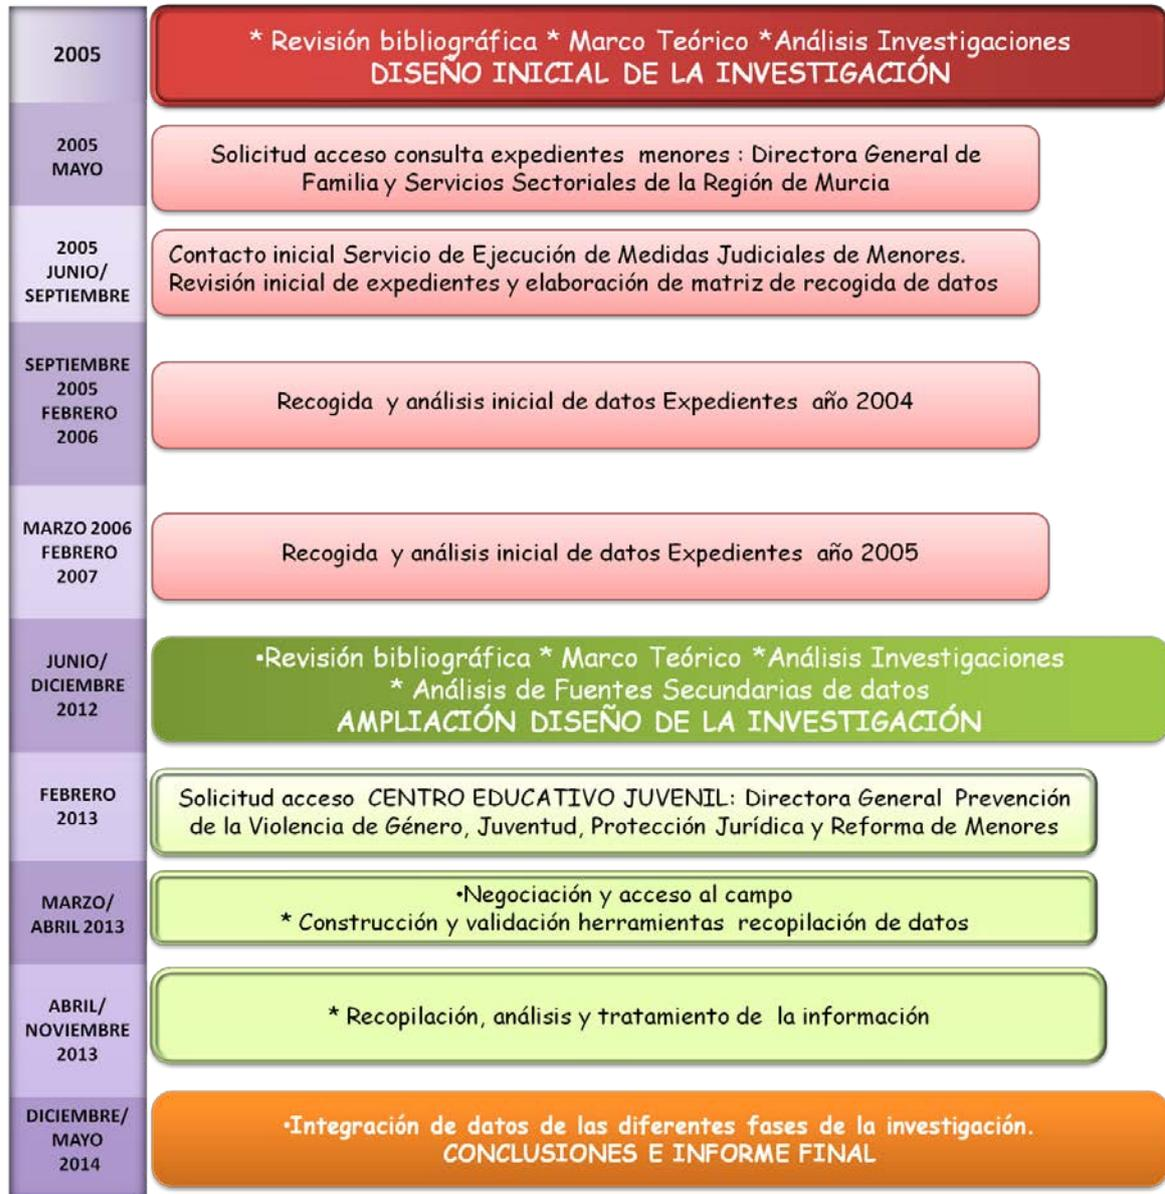 2005
* Revisión bibliográfica * Marco Teórico *Análisis Investigaciones
DISEÑO INICIAL DE LA INVESTIGACIÓN
2005
MAYO
Solicitud acceso consulta expedientes menores : Directora General de
Familia y Servicios Sectoriales de la Región de Murcia
2005
JUNIO/
SEPTIEMBRE
Contacto inicial Servicio de Ejecución de Medidas Judiciales de Menores.
Revisión inicial de expedientes y elaboración de matriz de recogida de datos
SEPTIEMBRE
2005
FEBRERO
2006
Recogida y análisis inicial de datos Expedientes año 2004
MARZO 2006
FEBRERO
2007
Recogida y análisis inicial de datos Expedientes año 2005
JUNIO/
DICIEMBRE
2012
•Revisión bibliográfica * Marco Teórico *Análisis Investigaciones
* Análisis de Fuentes Secundarias de datos
AMPLIACIÓN DISEÑO DE LA INVESTIGACIÓN
FEBRERO
2013
Solicitud acceso CENTRO EDUCATIVO JUVENIL: Directora General Prevención
de la Violencia de Género, Juventud, Protección Jurídica y Reforma de Menores
MARZO/
ABRIL 2013
•Negociación y acceso al campo
* Construcción y validación herramientas recopilación de datos
ABRIL/
NOVIEMBRE
2013
* Recopilación, análisis y tratamiento de la información
DICIEMBRE/
MAYO
2014
•Integración de datos de las diferentes fases de la investigación.
CONCLUSIONES E INFORME FINAL